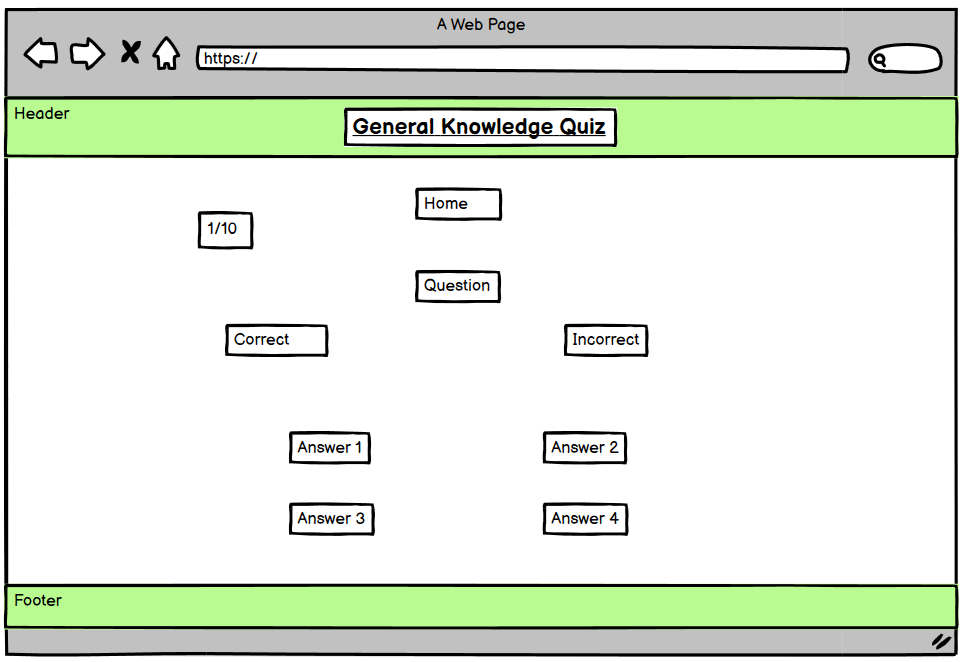 A Web Page
https://
Header
General Knowledge Quiz
Home
1/10
Question
Correct
Incorrect
Answer 1
Answer 2
Answer 3
Answer 4
Footer